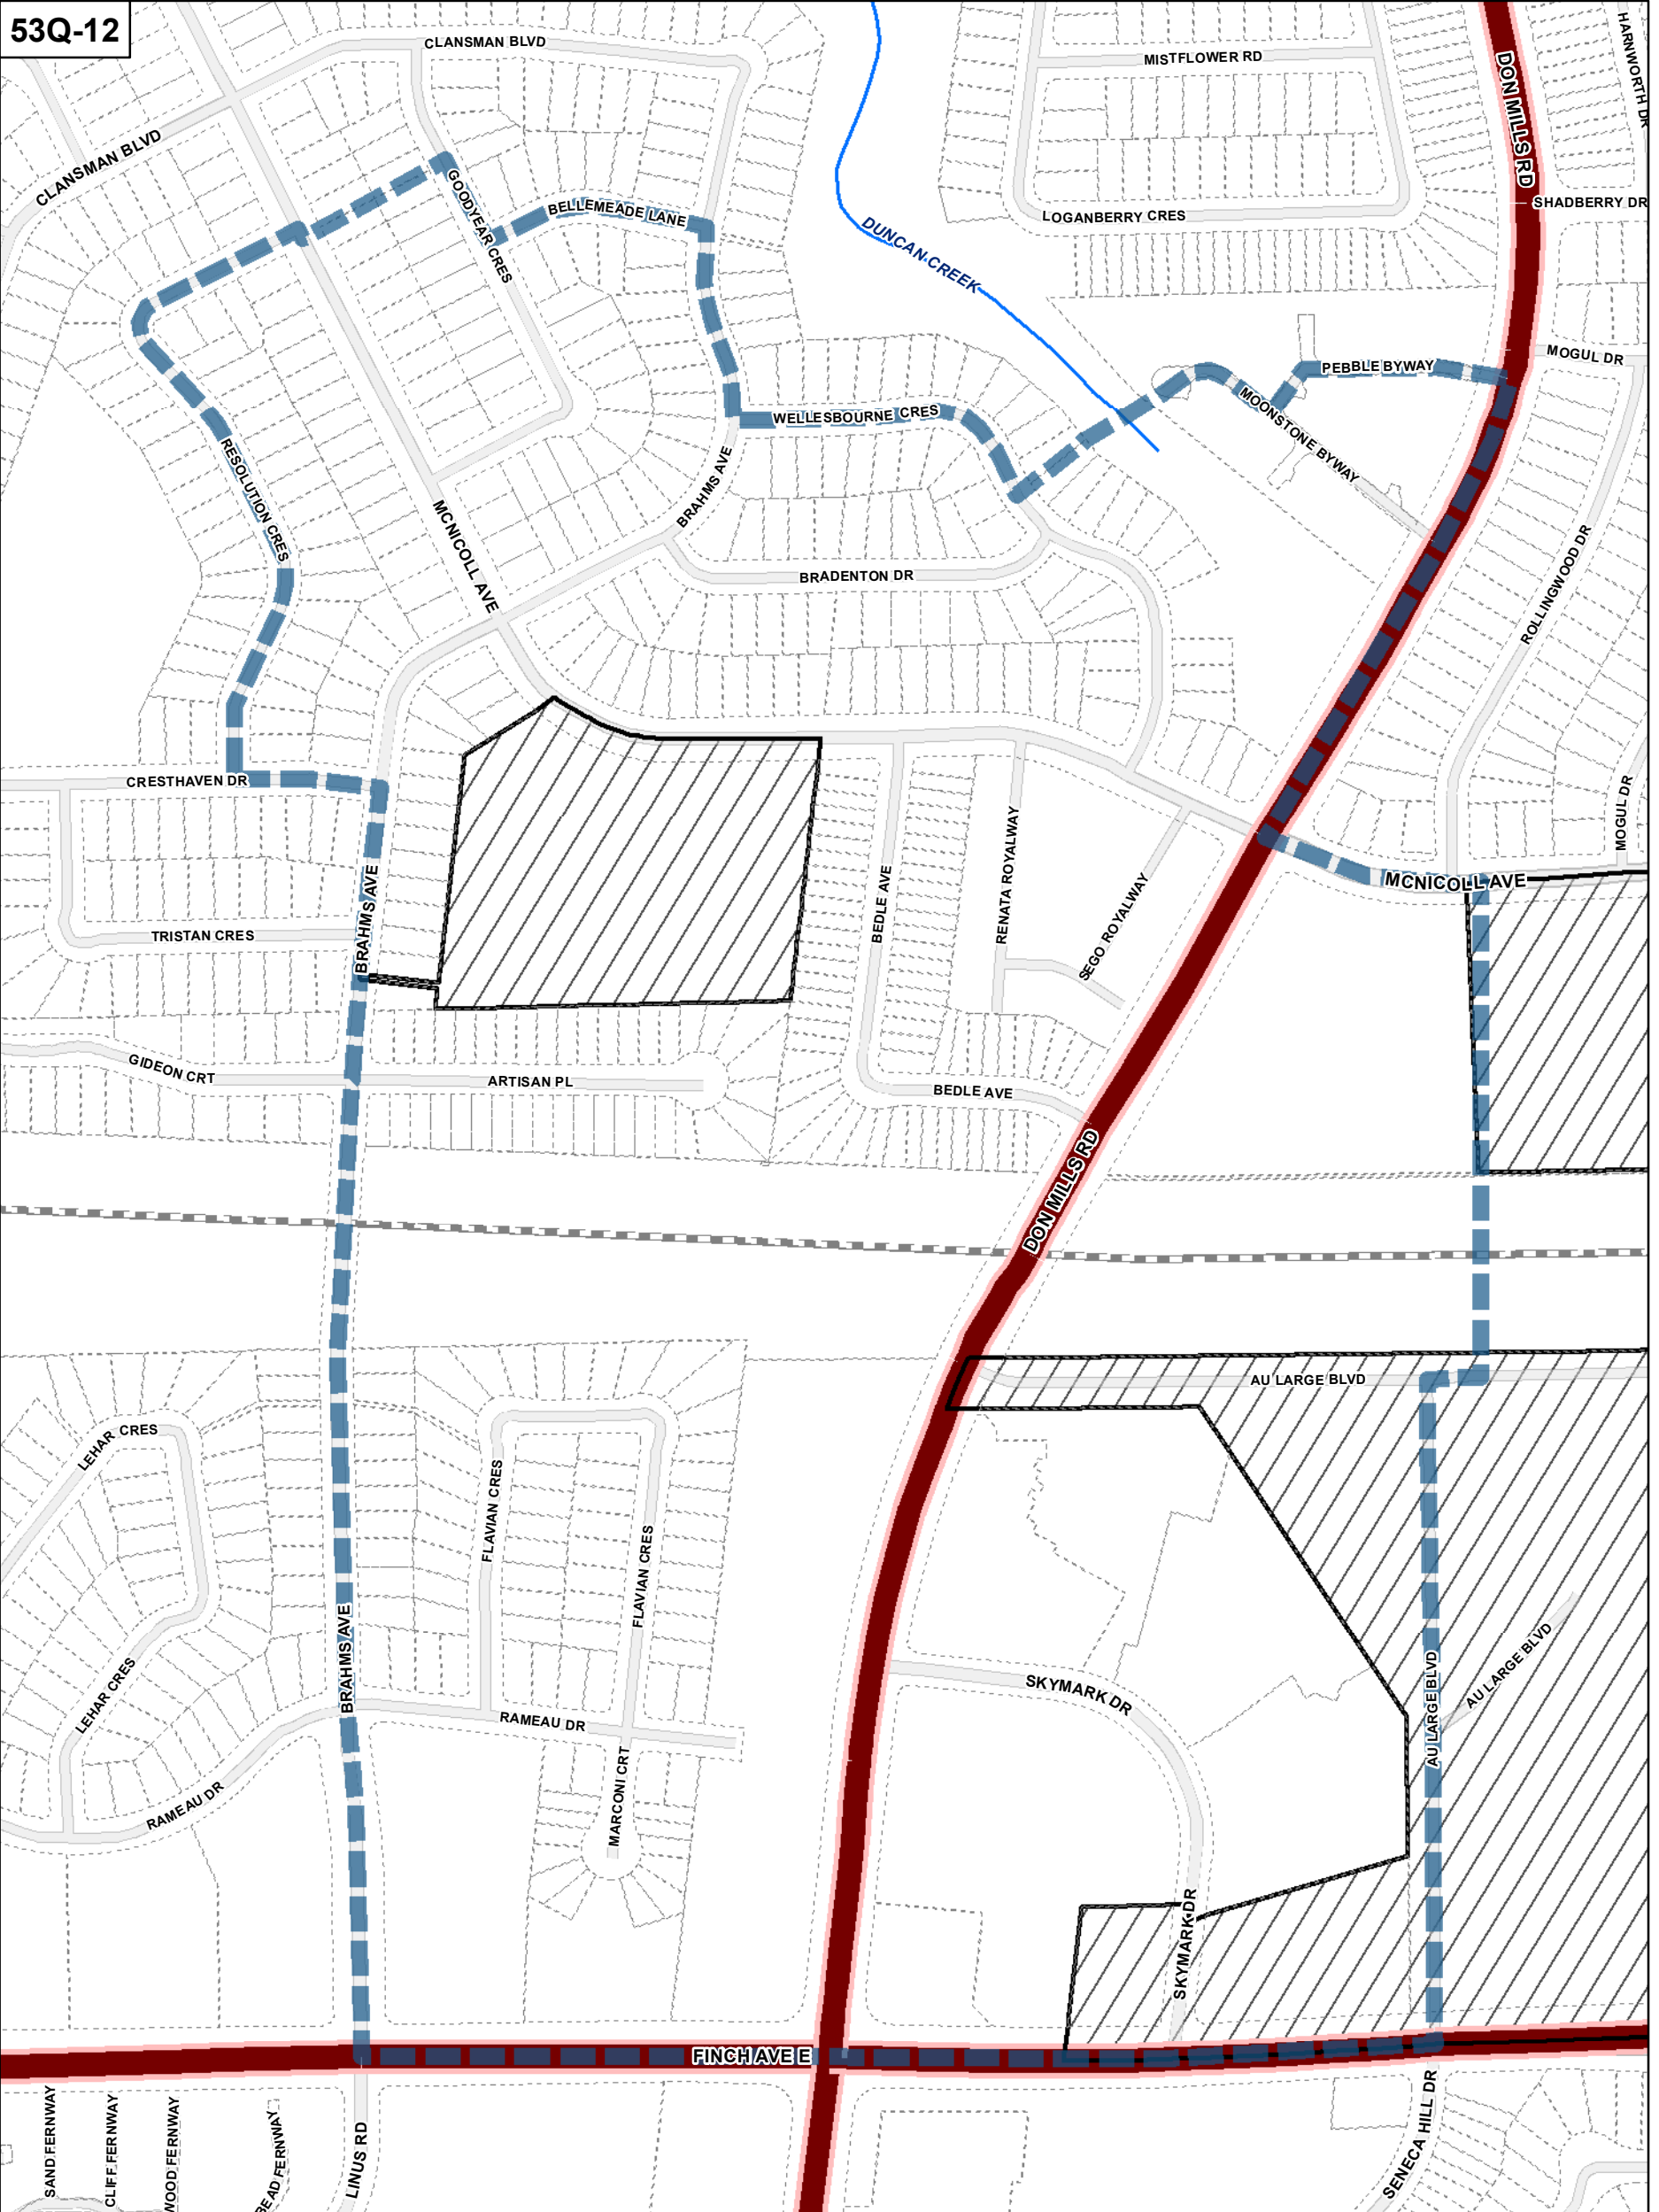 53Q-12
CLANSMAN BLVD
MISTFLOWER RD
DON MILLS RD
HARNWORTH DR
CLANSMAN BLVD
GOODYEAR CRES
BELLEMEADE LANE
LOGANBERRY CRES
SHADBERRY DR
DUNCAN CREEK
MOGUL DR
PEBBLE BYWAY
MOONSTONE BYWAY
WELLESBOURNE CRES
RESOLUTION CRES
BRAHMS AVE
MCNICOLL AVE
BRADENTON DR
ROLLINGWOOD DR
CRESTHAVEN DR
MOGUL DR
RENATA ROYALWAY
BEDLE AVE
SEGO ROYALWAY
MCNICOLL AVE
BRAHMS AVE
TRISTAN CRES
GIDEON CRT
ARTISAN PL
BEDLE AVE
DON MILLS RD
AU LARGE BLVD
LEHAR CRES
FLAVIAN CRES
FLAVIAN CRES
BRAHMS AVE
LEHAR CRES
AU LARGE BLVD
AU LARGE BLVD
SKYMARK DR
RAMEAU DR
RAMEAU DR
MARCONI CRT
SKYMARK DR
FINCH AVE E
SAND FERNWAY
CLIFF FERNWAY
WOOD FERNWAY
BEAD FERNWAY
LINUS RD
SENECA HILL DR